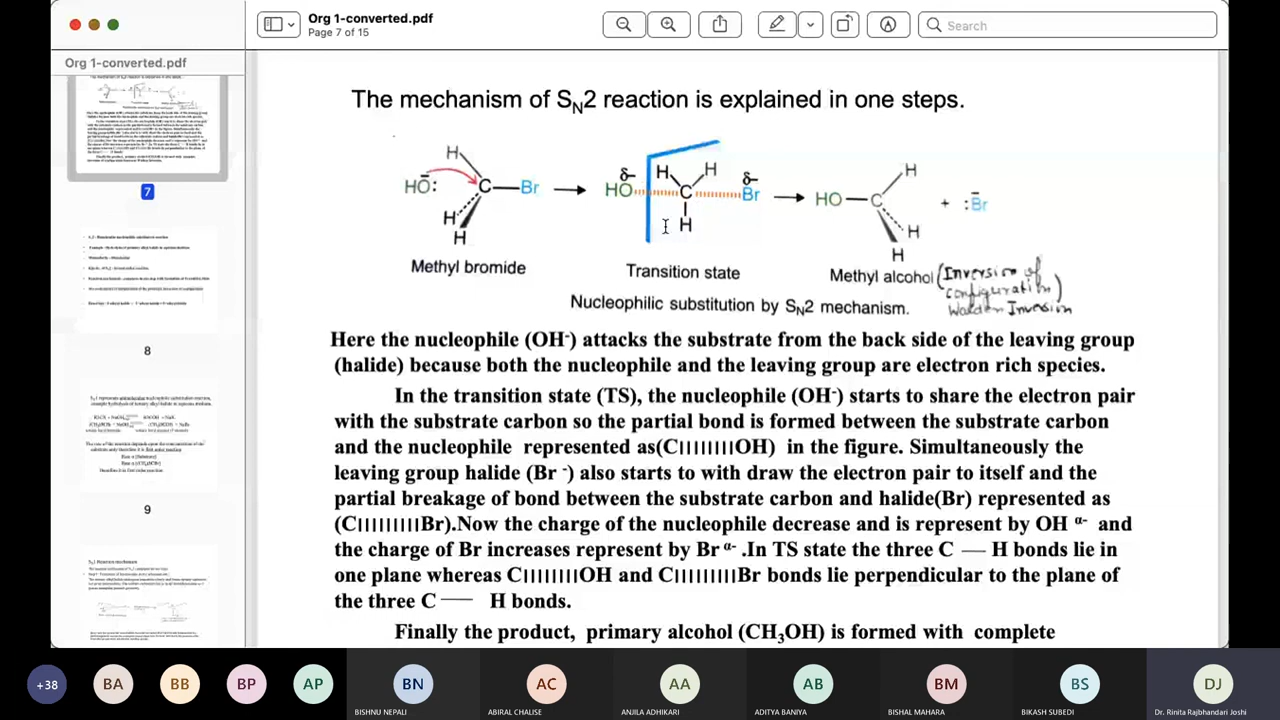 Org 1-converted.pdf
Page 7 of 15
Search
Org 1-converted.pdf
7
8
9
The mechanism of SN2 reaction is explained in one steps.
H
HO:
C—Br
H
H
δ- HO
H H
C
H
δ- Br
HO—C
H
H
H
+ :Br
Methyl bromide
Transition state
Methyl alcohol (Inversion of
configuration)
Walden Inversion
Nucleophilic substitution by SN2 mechanism.
Here the nucleophile (OH-) attacks the substrate from the back side of the leaving group
(halide) because both the nucleophile and the leaving group are electron rich species.
In the transition state (TS), the nucleophile (OH-) starts to share the electron pair
with the substrate carbon so the partial bond is formed between the substrate carbon
and the nucleophile represented as(CIIIIIIIOH) in the figure. Simultaneously the
leaving group halide (Br -) also starts to with draw the electron pair to itself and the
partial breakage of bond between the substrate carbon and halide(Br) represented as
(CIIIIIIIIIBr).Now the charge of the nucleophile decrease and is represent by OH α- and
the charge of Br increases represent by Br α- .In TS state the three C — H bonds lie in
one plane whereas CIIIIIIIOH and CIIIIIIIIIBr bonds are perpendicular to the plane of
the three C — H bonds.
Finally the product, primary alcohol (CH3OH) is formed with complete
+38
BA
BB
BP
AP
BN
AC
AA
AB
BM
BS
DJ
BISHNU NEPALI
ABIRAL CHALISE
ANJILA ADHIKARI
ADITYA BANIYA
BISHAL MAHARA
BIKASH SUBEDI
Dr. Rinita Rajbhandari Joshi